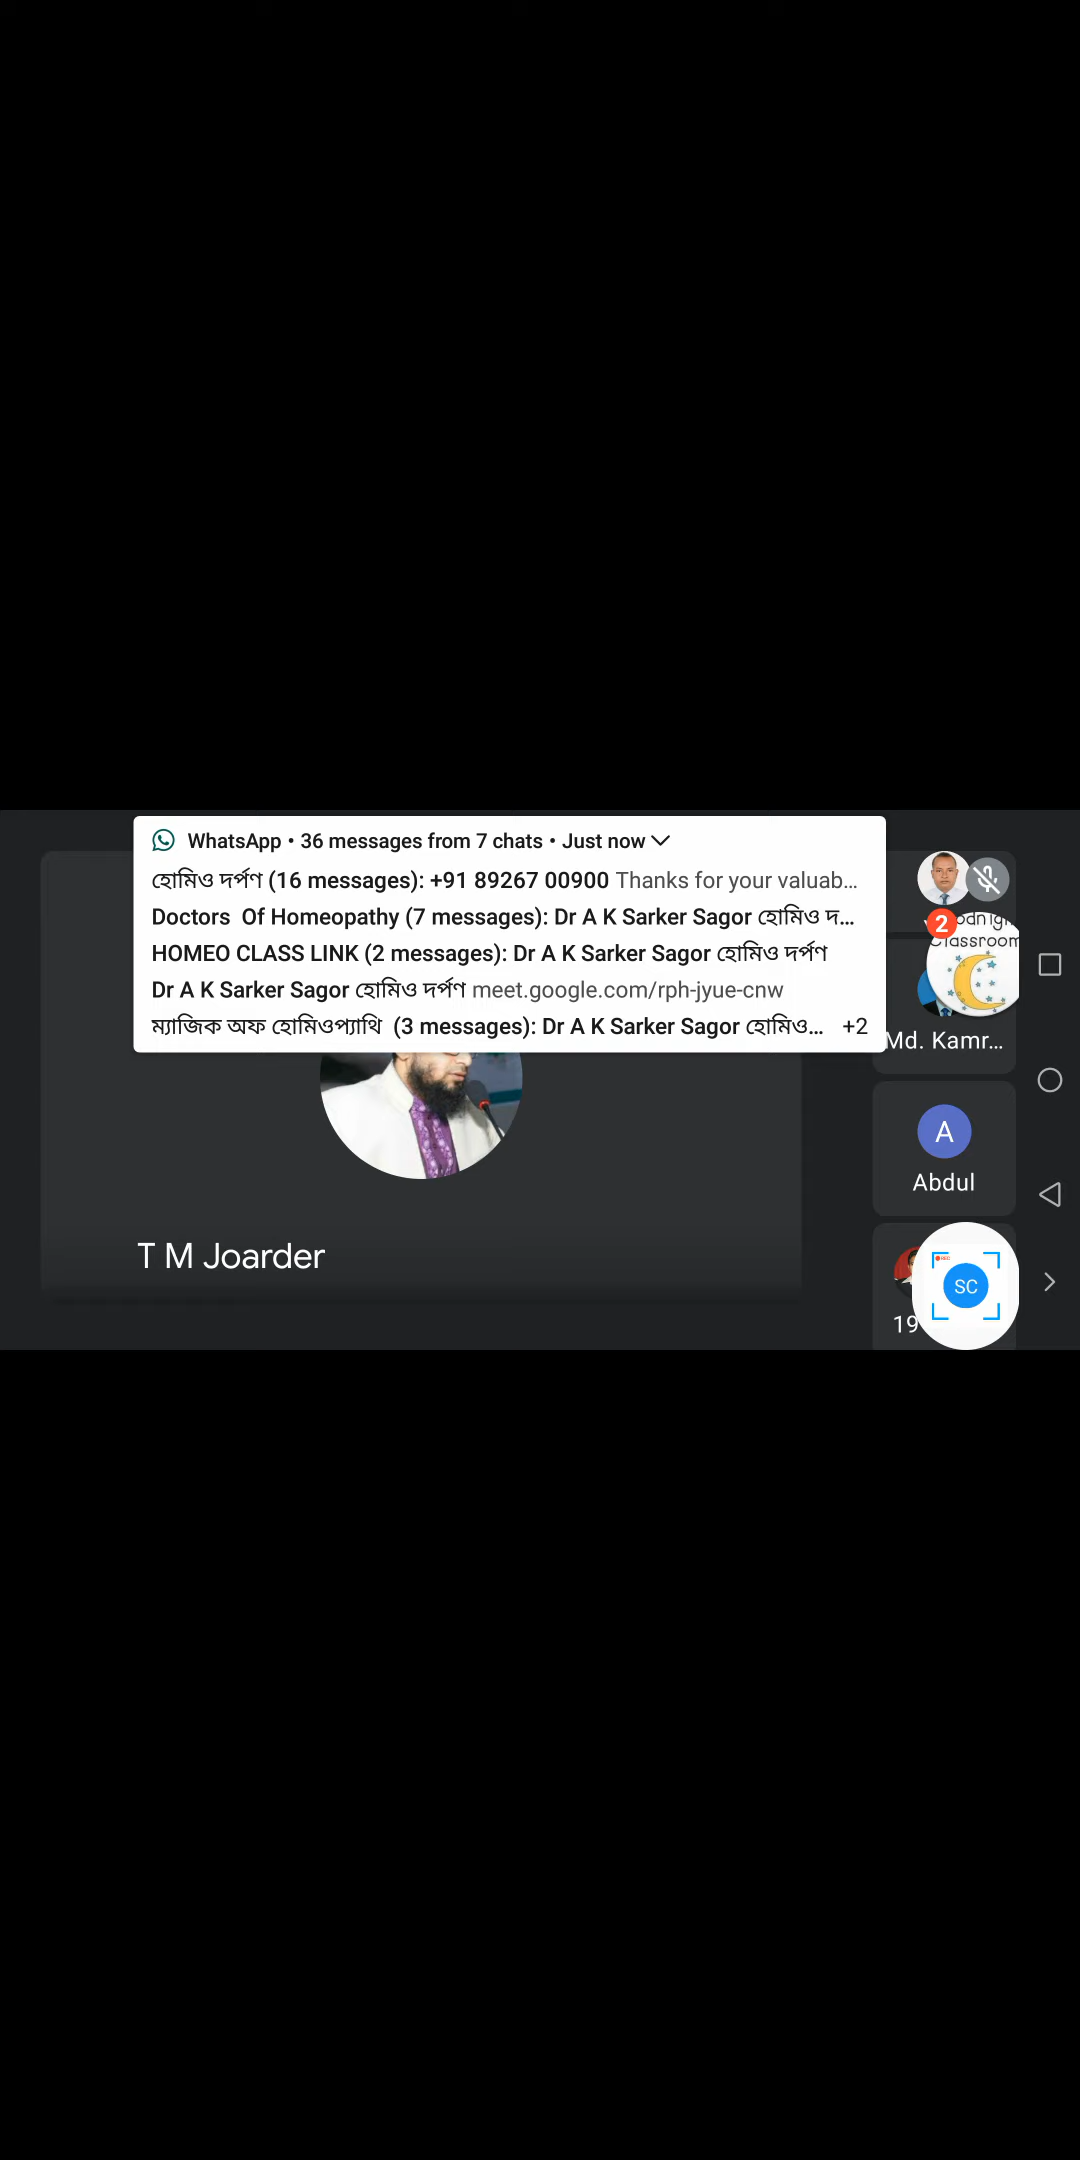 WhatsApp • 36 messages from 7 chats • Just now
হোমিও দর্পণ (16 messages): +91 89267 00900 Thanks for your valuab...
Doctors Of Homeopathy (7 messages): Dr A K Sarker Sagor হোমিও দ...
HOMEO CLASS LINK (2 messages): Dr A K Sarker Sagor হোমিও দর্পণ
Dr A K Sarker Sagor হোমিও দর্পণ meet.google.com/rph-jyue-cnw
ম্যাজিক অফ হোমিওপ্যাথি (3 messages): Dr A K Sarker Sagor হোমিও... +2
2
Classroom
Md. Kamr...
A
Abdul
T M Joarder
REC
SC
19